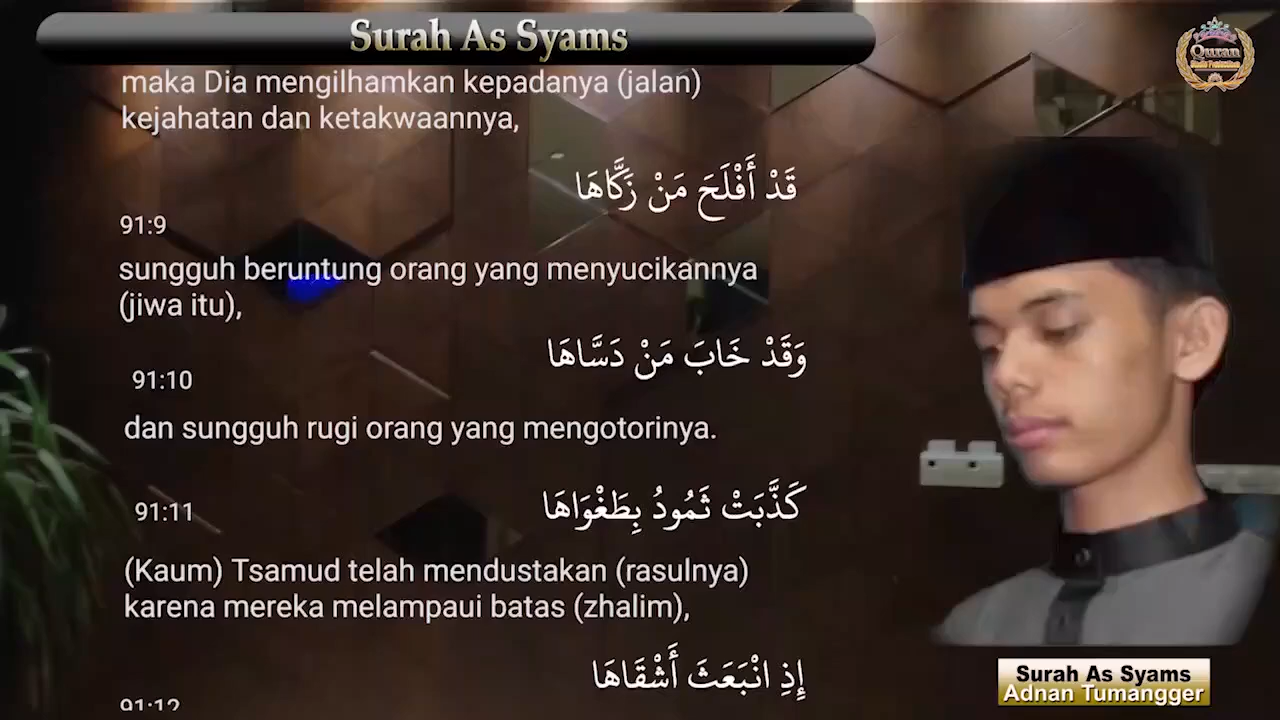 Surah As Syams
maka Dia mengilhamkan kepadanya (jalan)
kejahatan dan ketakwaannya,
قَدْ أَفْلَحَ مَنْ زَكَّاهَا
91:9
sungguh beruntung orang yang menyucikannya
(jiwa itu),
وَقَدْ خَابَ مَنْ دَسَّاهَا
91:10
dan sungguh rugi orang yang mengotorinya.
كَذَّبَتْ ثَمُودُ بِطَغْوَاهَا
91:11
(Kaum) Tsamud telah mendustakan (rasulnya)
karena mereka melampaui batas (zhalim),
إِذِ انْبَعَثَ أَشْقَاهَا
91:12
Quran
Surah As Syams
Adnan Tumangger